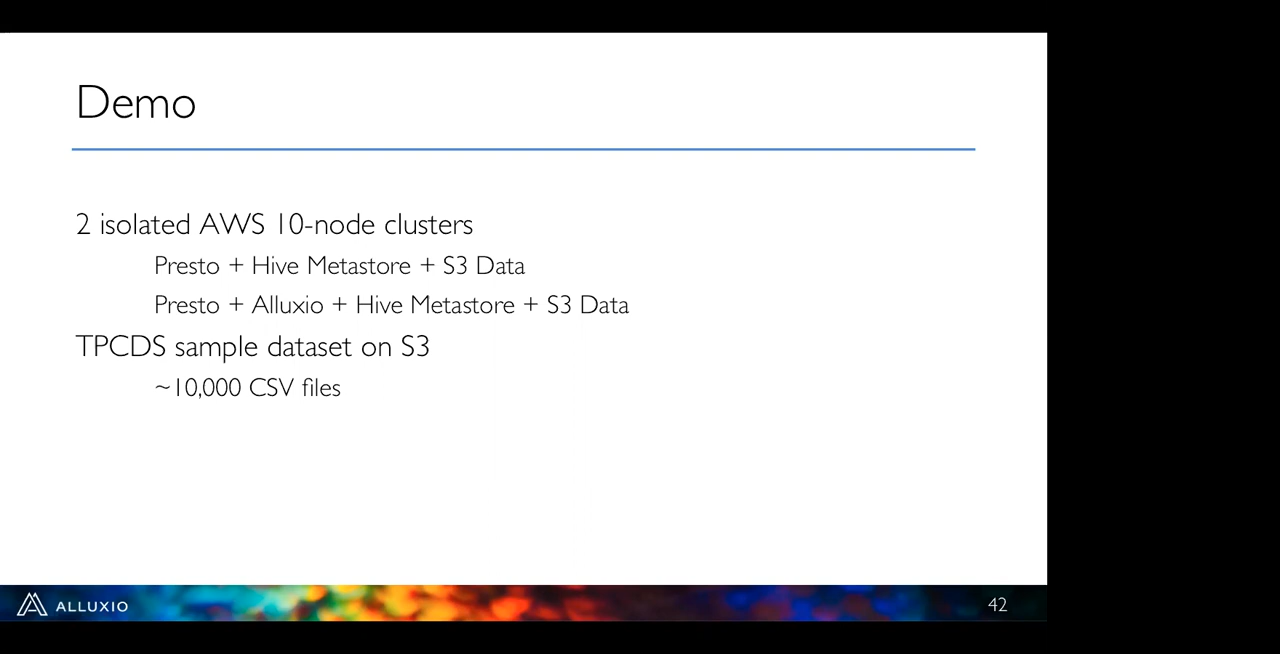 Demo
2 isolated AWS 10-node clusters
Presto + Hive Metastore + S3 Data
Presto + Alluxio + Hive Metastore + S3 Data
TPCDS sample dataset on S3
~10,000 CSV files
ALLUXIO
42